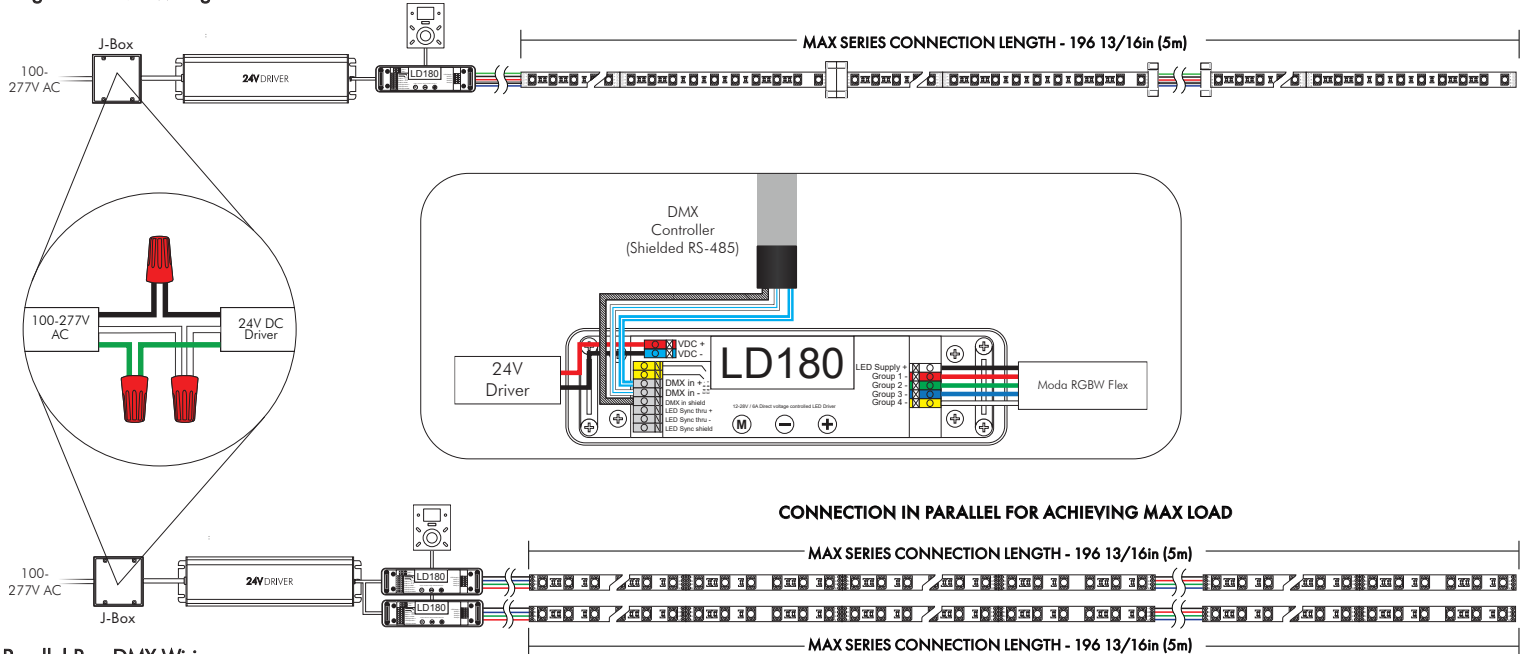 J-Box
100-
277V AC
24V DRIVER
LD180
MAX SERIES CONNECTION LENGTH - 196 13/16in (5m)
DMX
Controller
(Shielded RS-485)
100-277V
AC
24V DC
Driver
24V
Driver
VDC +
VDC -
DMX in +
DMX in -
DMX in shield
LED Sync thru +
LED Sync thru -
LED Sync shield
LD180
12-28V / 6A Direct voltage controlled LED Driver
M
LED Supply +
Group 1 -
Group 2 -
Group 3 -
Group 4 -
Moda RGBW Flex
CONNECTION IN PARALLEL FOR ACHIEVING MAX LOAD
MAX SERIES CONNECTION LENGTH - 196 13/16in (5m)
100-
277V AC
J-Box
24V DRIVER
LD180
LD180
MAX SERIES CONNECTION LENGTH - 196 13/16in (5m)